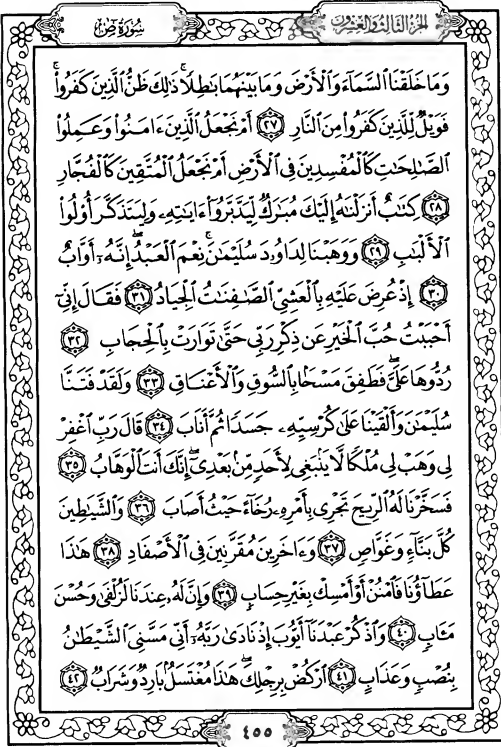 الجزء الثالث والعشرون
سورة ص
وَمَا خَلَقْنَا ٱلسَّمَآءَ وَٱلْأَرْضَ وَمَا بَيْنَهُمَا بَٰطِلًا ۚ ذَٰلِكَ ظَنُّ ٱلَّذِينَ كَفَرُوا۟ ۚ
فَوَيْلٌ لِّلَّذِينَ كَفَرُوا۟ مِنَ ٱلنَّارِ ٢٧ أَمْ نَجْعَلُ ٱلَّذِينَ ءَامَنُوا۟ وَعَمِلُوا۟
ٱلصَّٰلِحَٰتِ كَٱلْمُفْسِدِينَ فِى ٱلْأَرْضِ أَمْ نَجْعَلُ ٱلْمُتَّقِينَ كَٱلْفُجَّارِ
٢٨ كِتَٰبٌ أَنزَلْنَٰهُ إِلَيْكَ مُبَٰرَكٌ لِّيَدَّبَّرُوٓا۟ ءَايَٰتِهِۦ وَلِيَتَذَكَّرَ أُو۟لُوا۟
ٱلْأَلْبَٰبِ ٢٩ وَوَهَبْنَا لِدَاوُۥدَ سُلَيْمَٰنَ ۚ نِعْمَ ٱلْعَبْدُ ۖ إِنَّهُۥٓ أَوَّابٌ
٣٠ إِذْ عُرِضَ عَلَيْهِ بِٱلْعَشِىِّ ٱلصَّٰفِنَٰتُ ٱلْجِيَادُ ٣١ فَقَالَ إِنِّىٓ
أَحْبَبْتُ حُبَّ ٱلْخَيْرِ عَن ذِكْرِ رَبِّى حَتَّىٰ تَوَارَتْ بِٱلْحِجَابِ ٣٢
رُدُّوهَا عَلَىَّ ۖ فَطَفِقَ مَسْحًۢا بِٱلسُّوقِ وَٱلْأَعْنَاقِ ٣٣ وَلَقَدْ فَتَنَّا
سُلَيْمَٰنَ وَأَلْقَيْنَا عَلَىٰ كُرْسِيِّهِۦ جَسَدًا ثُمَّ أَنَابَ ٣٤ قَالَ رَبِّ ٱغْفِرْ
لِى وَهَبْ لِى مُلْكًا لَّا يَنۢبَغِى لِأَحَدٍ مِّنۢ بَعْدِىٓ ۖ إِنَّكَ أَنتَ ٱلْوَهَّابُ ٣٥
فَسَخَّرْنَا لَهُ ٱلرِّيحَ تَجْرِى بِأَمْرِهِۦ رُخَآءً حَيْثُ أَصَابَ ٣٦ وَٱلشَّيَٰطِينَ
كُلَّ بَنَّآءٍ وَغَوَّاصٍ ٣٧ وَءَاخَرِينَ مُقَرَّنِينَ فِى ٱلْأَصْفَادِ ٣٨ هَٰذَا
عَطَآؤُنَا فَٱمْنُنْ أَوْ أَمْسِكْ بِغَيْرِ حِسَابٍ ٣٩ وَإِنَّ لَهُۥ عِندَنَا لَزُلْفَىٰ وَحُسْنَ
مَـَٔابٍ ٤٠ وَٱذْكُرْ عَبْدَنَآ أَيُّوبَ إِذْ نَادَىٰ رَبَّهُۥٓ أَنِّى مَسَّنِىَ ٱلشَّيْطَٰنُ
بِنُصْبٍ وَعَذَابٍ ٤١ ٱرْكُضْ بِرِجْلِكَ ۖ هَٰذَا مُغْتَسَلٌۢ بَارِدٌ وَشَرَابٌ ٤٢
٤٥٥